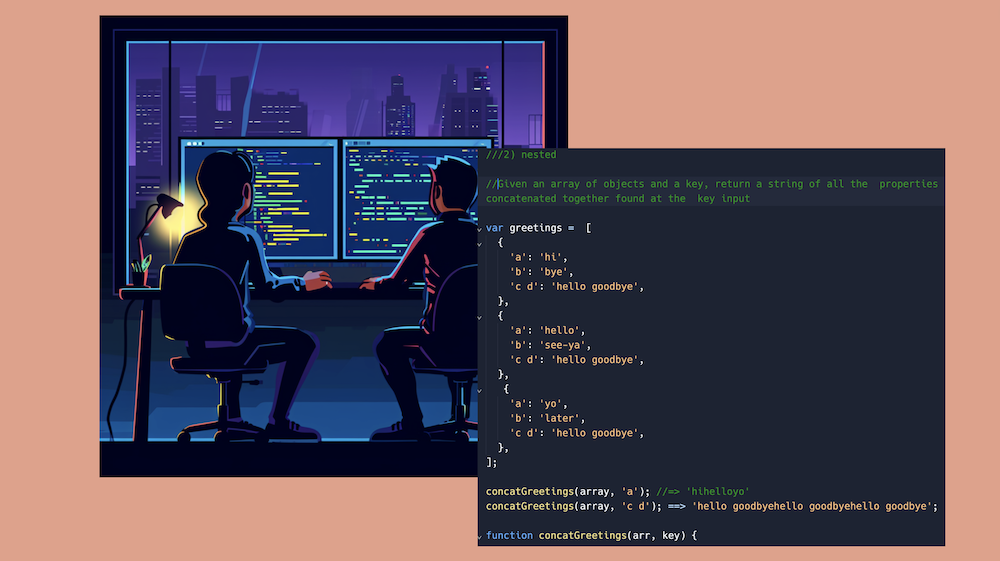 ///2) nested
//Given an array of objects and a key, return a string of all the  properties
concatenated together found at the  key input
var greetings =  [
  {
    'a': 'hi',
    'b': 'bye',
    'c d': 'hello goodbye',
  },
  {
    'a': 'hello',
    'b': 'see-ya',
    'c d': 'hello goodbye',
  },
   {
    'a': 'yo',
    'b': 'later',
    'c d': 'hello goodbye',
  },
];
concatGreetings(array, 'a'); //=> 'hihelloyo'
concatGreetings(array, 'c d'); ==> 'hello goodbyehello goodbyehello goodbye';
function concatGreetings(arr, key) {